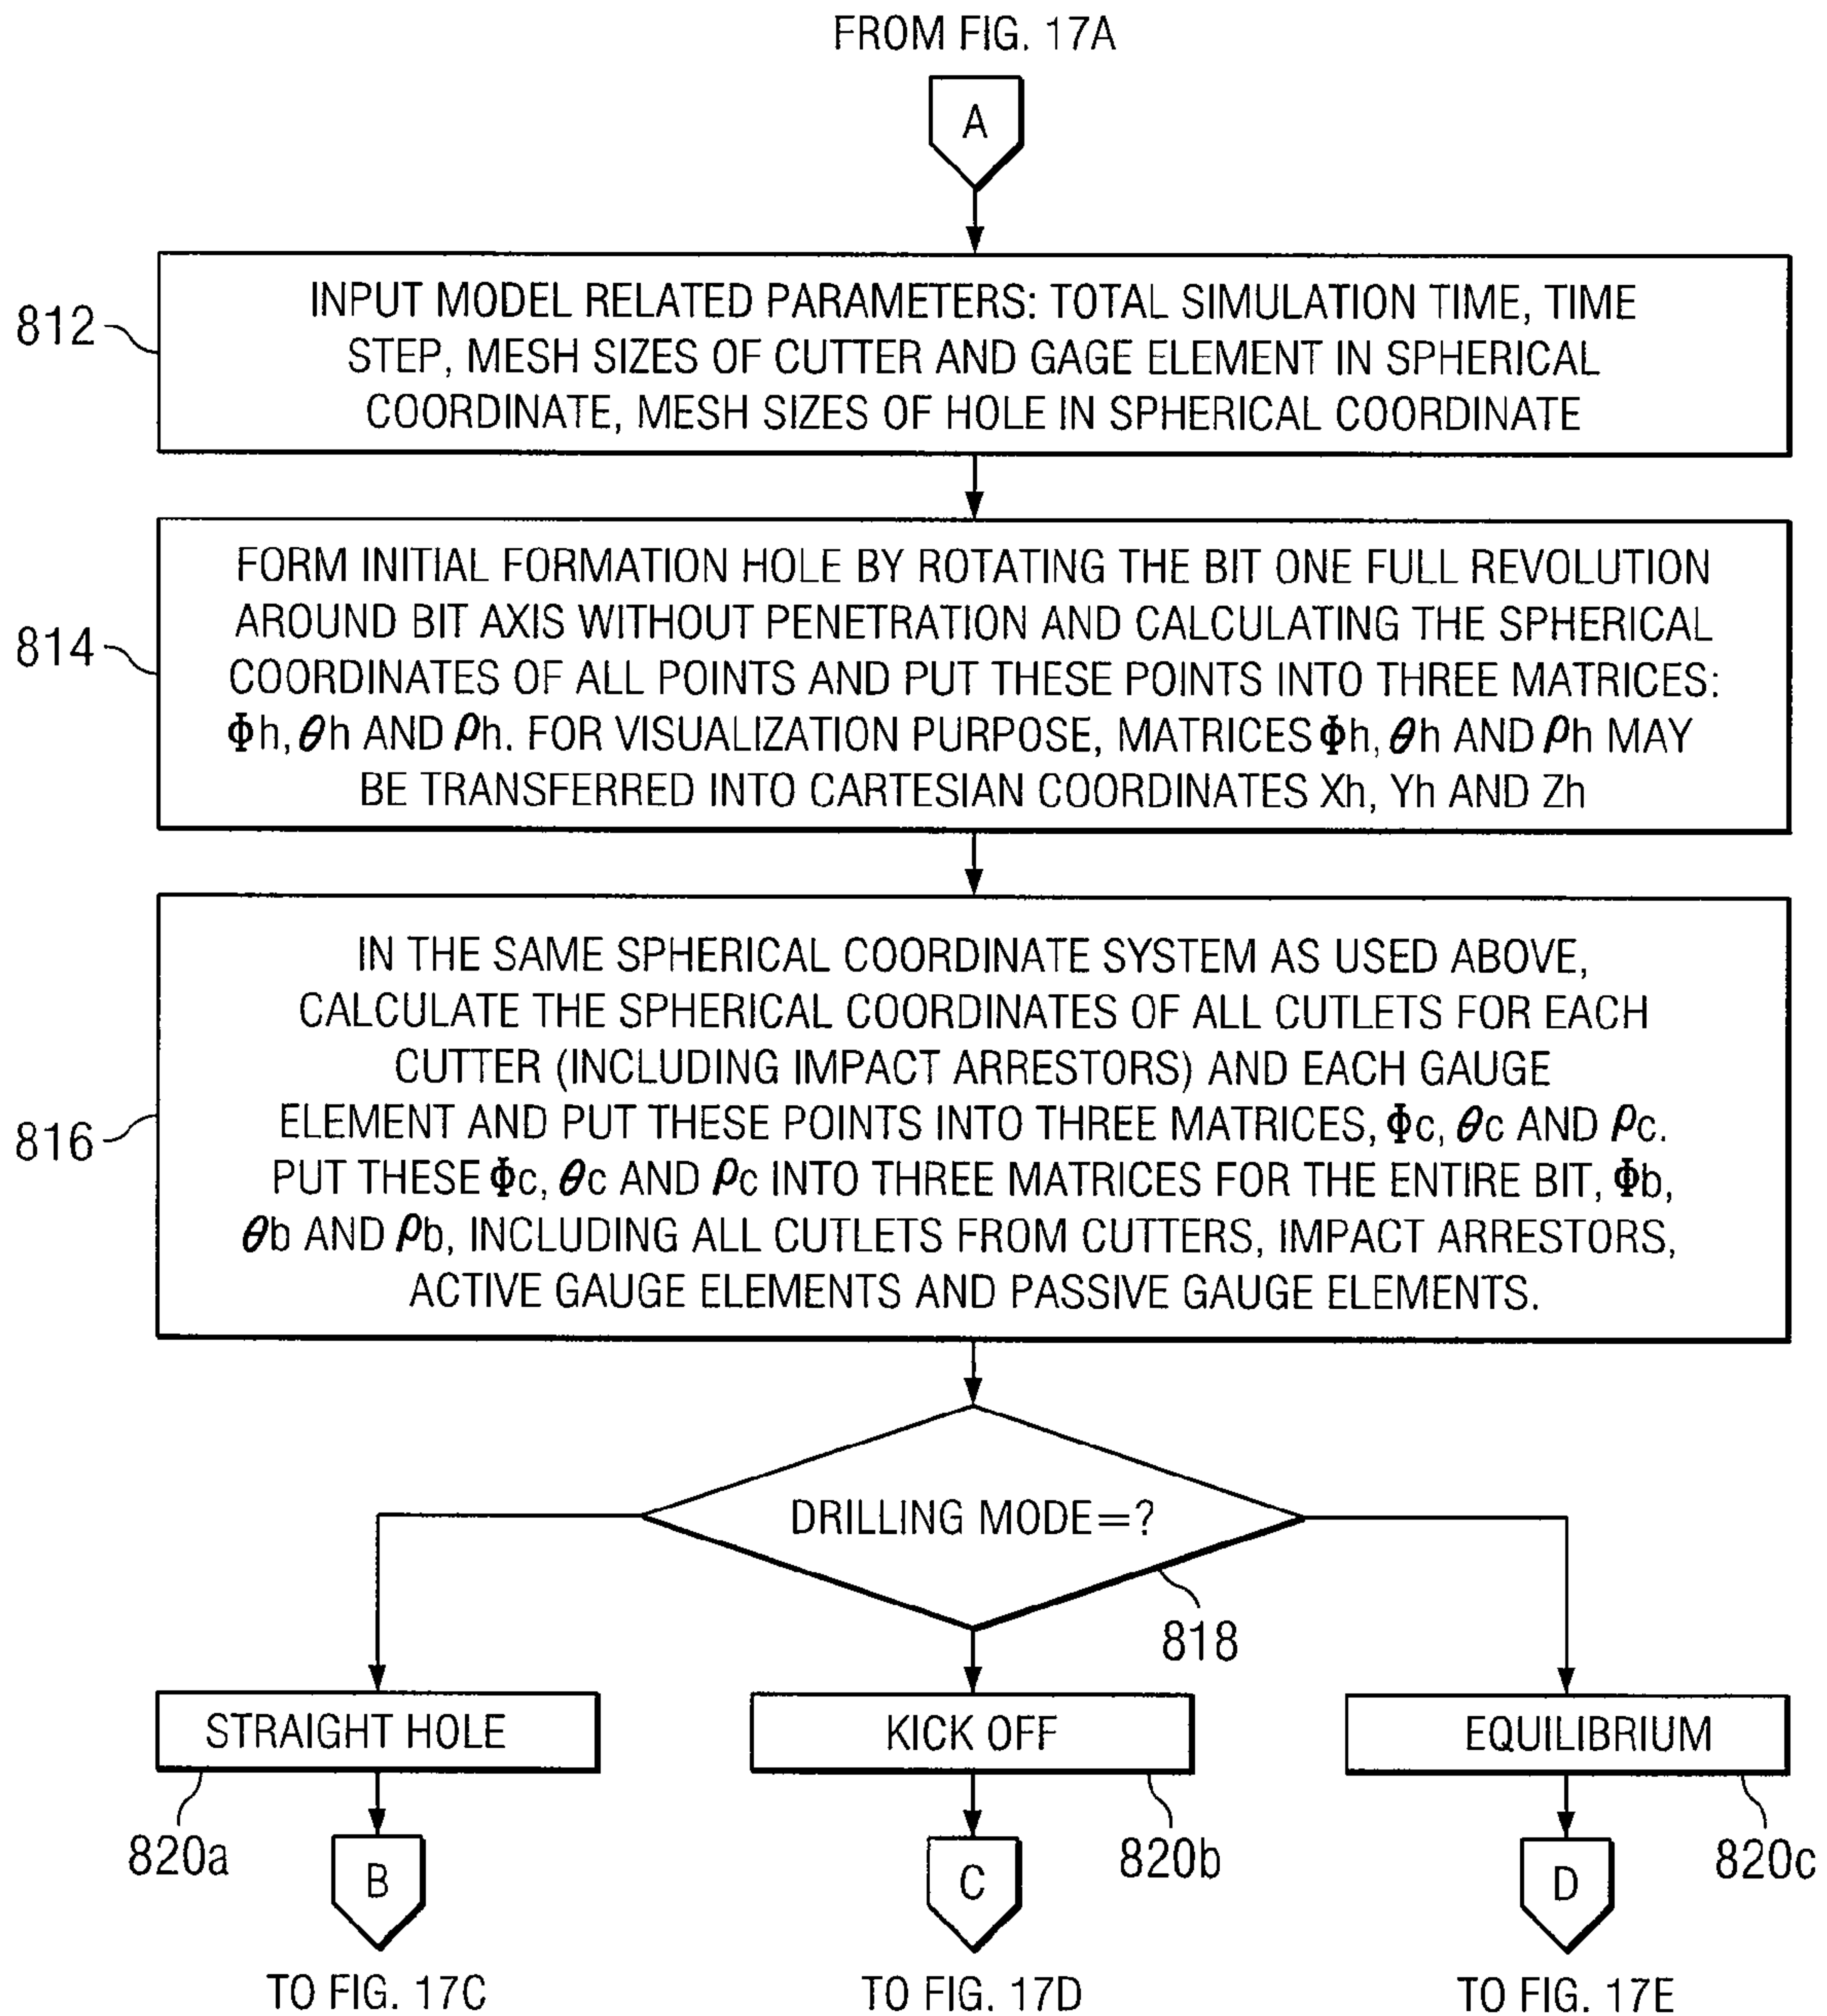 FROM FIG. 17A
A
812
INPUT MODEL RELATED PARAMETERS: TOTAL SIMULATION TIME, TIME
STEP, MESH SIZES OF CUTTER AND GAGE ELEMENT IN SPHERICAL
COORDINATE, MESH SIZES OF HOLE IN SPHERICAL COORDINATE
814
FORM INITIAL FORMATION HOLE BY ROTATING THE BIT ONE FULL REVOLUTION
AROUND BIT AXIS WITHOUT PENETRATION AND CALCULATING THE SPHERICAL
COORDINATES OF ALL POINTS AND PUT THESE POINTS INTO THREE MATRICES:
Φh, θh AND ρh. FOR VISUALIZATION PURPOSE, MATRICES Φh, θh AND ρh MAY
BE TRANSFERRED INTO CARTESIAN COORDINATES Xh, Yh AND Zh
816
IN THE SAME SPHERICAL COORDINATE SYSTEM AS USED ABOVE,
CALCULATE THE SPHERICAL COORDINATES OF ALL CUTLETS FOR EACH
CUTTER (INCLUDING IMPACT ARRESTORS) AND EACH GAUGE
ELEMENT AND PUT THESE POINTS INTO THREE MATRICES, Φc, θc AND ρc.
PUT THESE Φc, θc AND ρc INTO THREE MATRICES FOR THE ENTIRE BIT, Φb,
θb AND ρb, INCLUDING ALL CUTLETS FROM CUTTERS, IMPACT ARRESTORS,
ACTIVE GAUGE ELEMENTS AND PASSIVE GAUGE ELEMENTS.
DRILLING MODE=?
818
STRAIGHT HOLE
KICK OFF
EQUILIBRIUM
820a
820b
820c
B
C
D
TO FIG. 17C
TO FIG. 17D
TO FIG. 17E